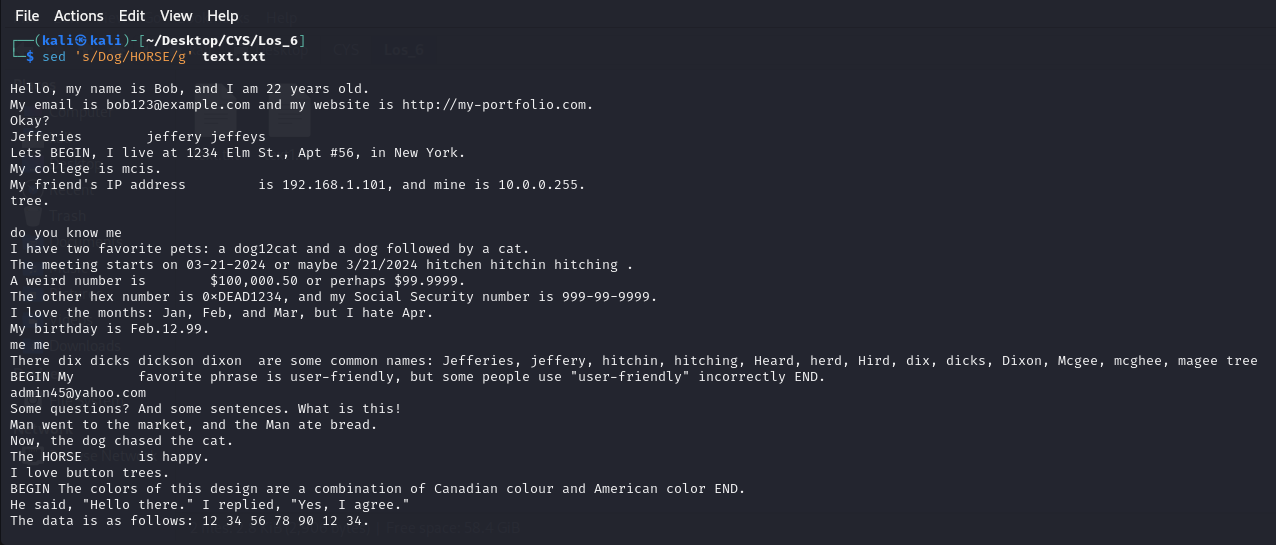 File Actions Edit View Help
┌──(kali㉿kali)-[~/Desktop/CYS/Los_6]
└─$ sed 's/Dog/HORSE/g' text.txt
Hello, my name is Bob, and I am 22 years old.
My email is bob123@example.com and my website is http://my-portfolio.com.
Okay?
Jefferies        jeffery jeffeys
Lets BEGIN, I live at 1234 Elm St., Apt #56, in New York.
My college is mcis.
My friend's IP address         is 192.168.1.101, and mine is 10.0.0.255.
tree.
do you know me
I have two favorite pets: a dog12cat and a dog followed by a cat.
The meeting starts on 03-21-2024 or maybe 3/21/2024 hitchen hitchin hitching .
A weird number is        $100,000.50 or perhaps $99.9999.
The other hex number is 0×DEAD1234, and my Social Security number is 999-99-9999.
I love the months: Jan, Feb, and Mar, but I hate Apr.
My birthday is Feb.12.99.
me me
There dix dicks dickson dixon  are some common names: Jefferies, jeffery, hitchin, hitching, Heard, herd, Hird, dix, dicks, Dixon, Mcgee, mcghee, magee tree
BEGIN My        favorite phrase is user-friendly, but some people use "user-friendly" incorrectly END.
admin45@yahoo.com
Some questions? And some sentences. What is this!
Man went to the market, and the Man ate bread.
Now, the dog chased the cat.
The HORSE       is happy.
I love button trees.
BEGIN The colors of this design are a combination of Canadian colour and American color END.
He said, "Hello there." I replied, "Yes, I agree."
The data is as follows: 12 34 56 78 90 12 34.